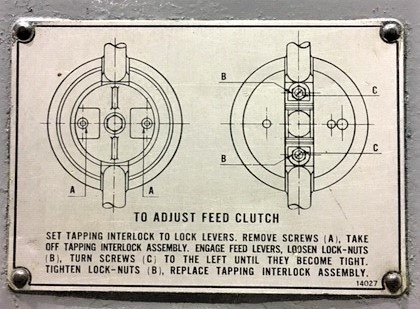 B
C
B
C
A
A
TO ADJUST FEED CLUTCH
SET TAPPING INTERLOCK TO LOCK LEVERS. REMOVE SCREWS (A), TAKE
OFF TAPPING INTERLOCK ASSEMBLY. ENGAGE FEED LEVERS, LOOSEN LOCK-NUTS
(B), TURN SCREWS (C) TO THE LEFT UNTIL THEY BECOME TIGHT.
TIGHTEN LOCK-NUTS (B), REPLACE TAPPING INTERLOCK ASSEMBLY.
14027